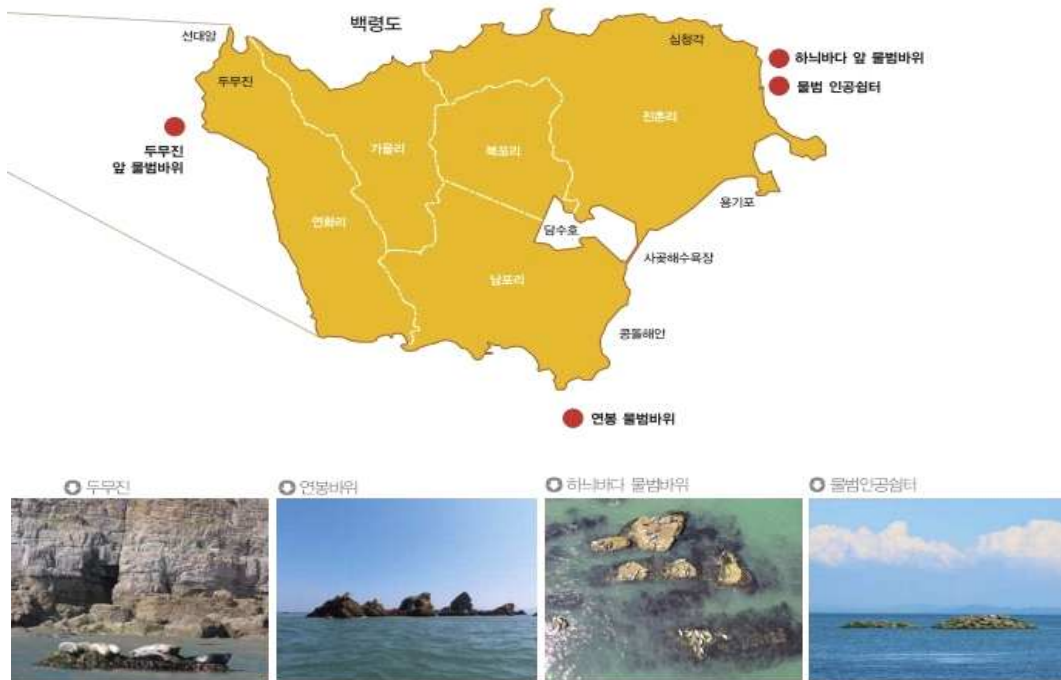 백령도
선대암
심청각
하늬바다 앞 물범바위
두무진
물범 인공쉼터
진촌리
두무진
앞 물범바위
가을리
북포리
용기포
연화리
담수호
사곶해수욕장
남포리
콩돌해안
연봉 물범바위
두무진
연봉바위
하늬바다 물범바위
물범인공쉼터